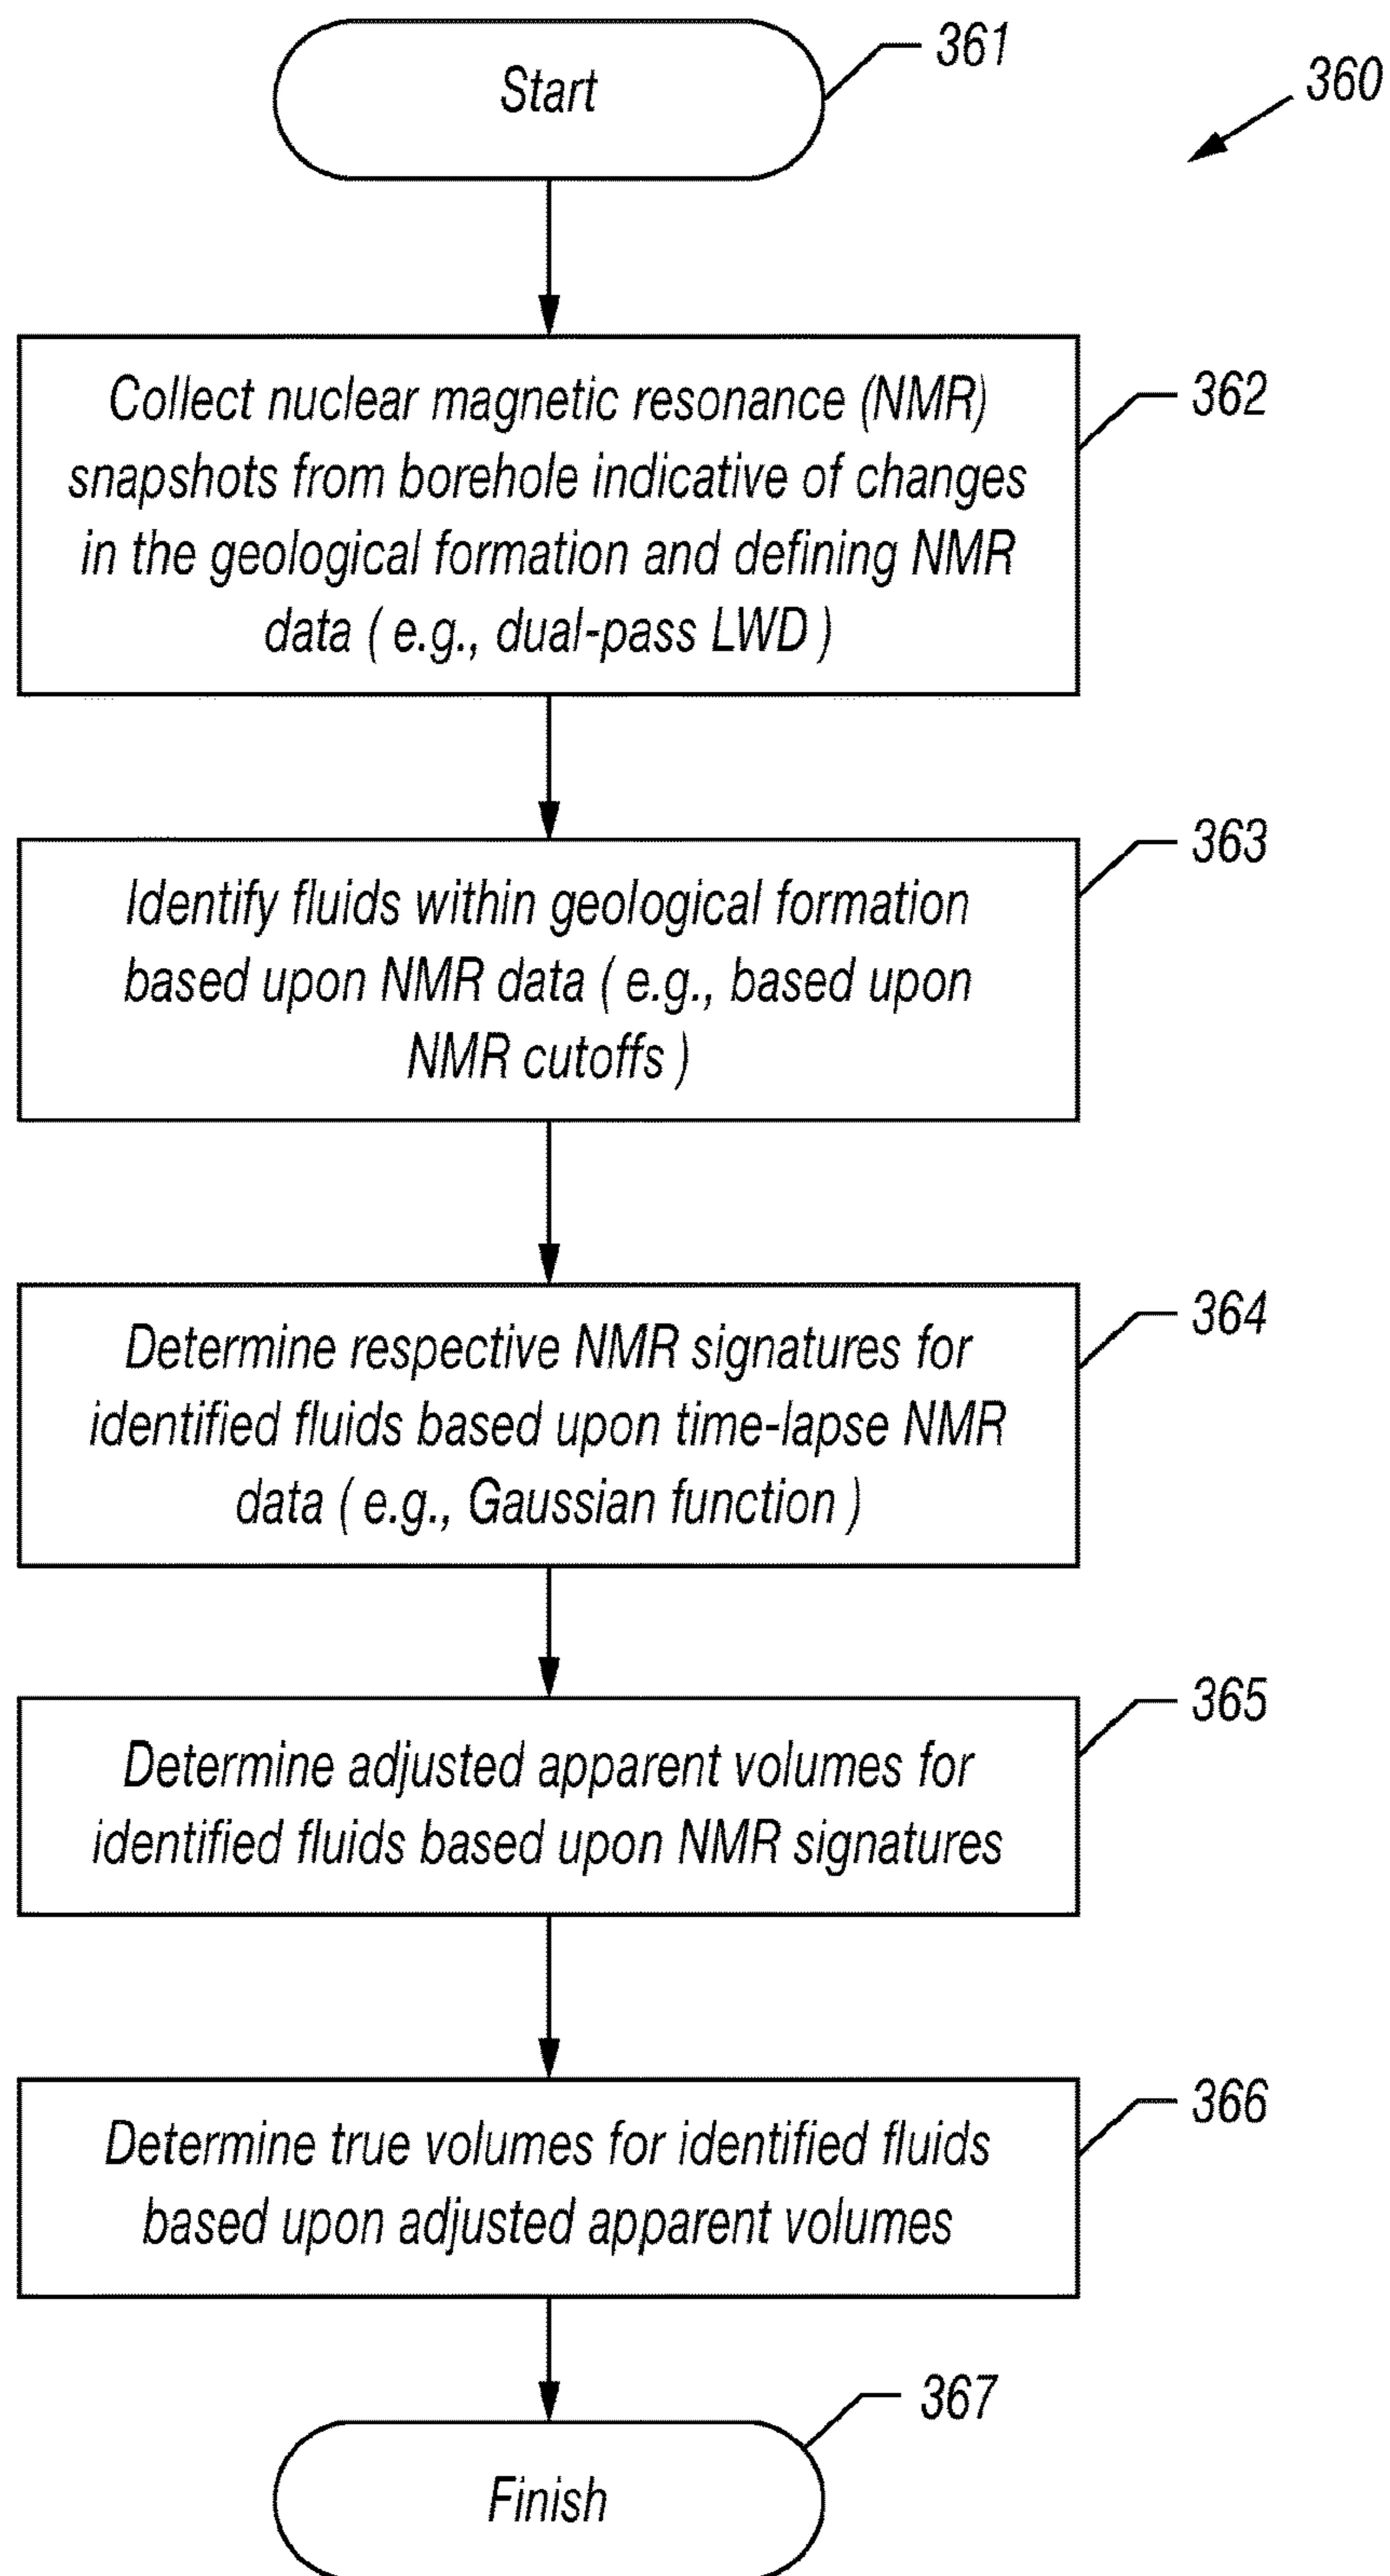 Start
361
360
Collect nuclear magnetic resonance (NMR)
snapshots from borehole indicative of changes
in the geological formation and defining NMR
data ( e.g., dual-pass LWD )
362
Identify fluids within geological formation
based upon NMR data ( e.g., based upon
NMR cutoffs )
363
Determine respective NMR signatures for
identified fluids based upon time-lapse NMR
data ( e.g., Gaussian function )
364
Determine adjusted apparent volumes for
identified fluids based upon NMR signatures
365
Determine true volumes for identified fluids
based upon adjusted apparent volumes
366
Finish
367